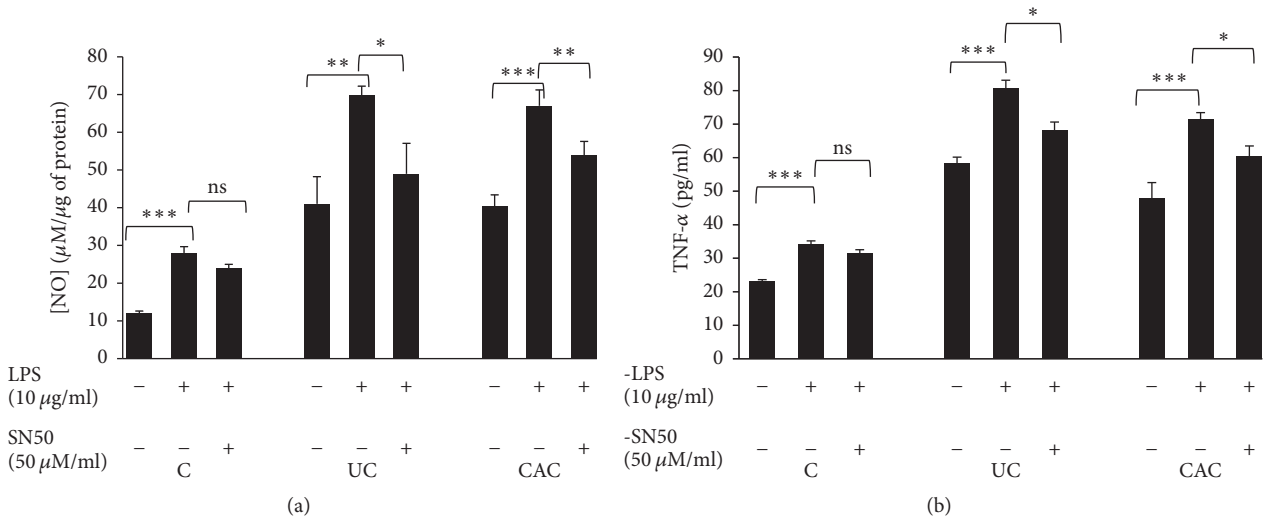 80
70
60
50
40
30
20
10
0
[NO] (μM/μg of protein)
*** ns
** *
*** **
LPS
(10 μg/ml)
− + + − + + − + +
SN50
(50 μM/ml)
− − + − − + − − +
C UC CAC
(a)
90
80
70
60
50
40
30
20
10
0
TNF-α (pg/ml)
*** ns
*** *
*** *
-LPS
(10 μg/ml)
− + + − + + − + +
-SN50
(50 μM/ml)
− − + − − + − − +
C UC CAC
(b)